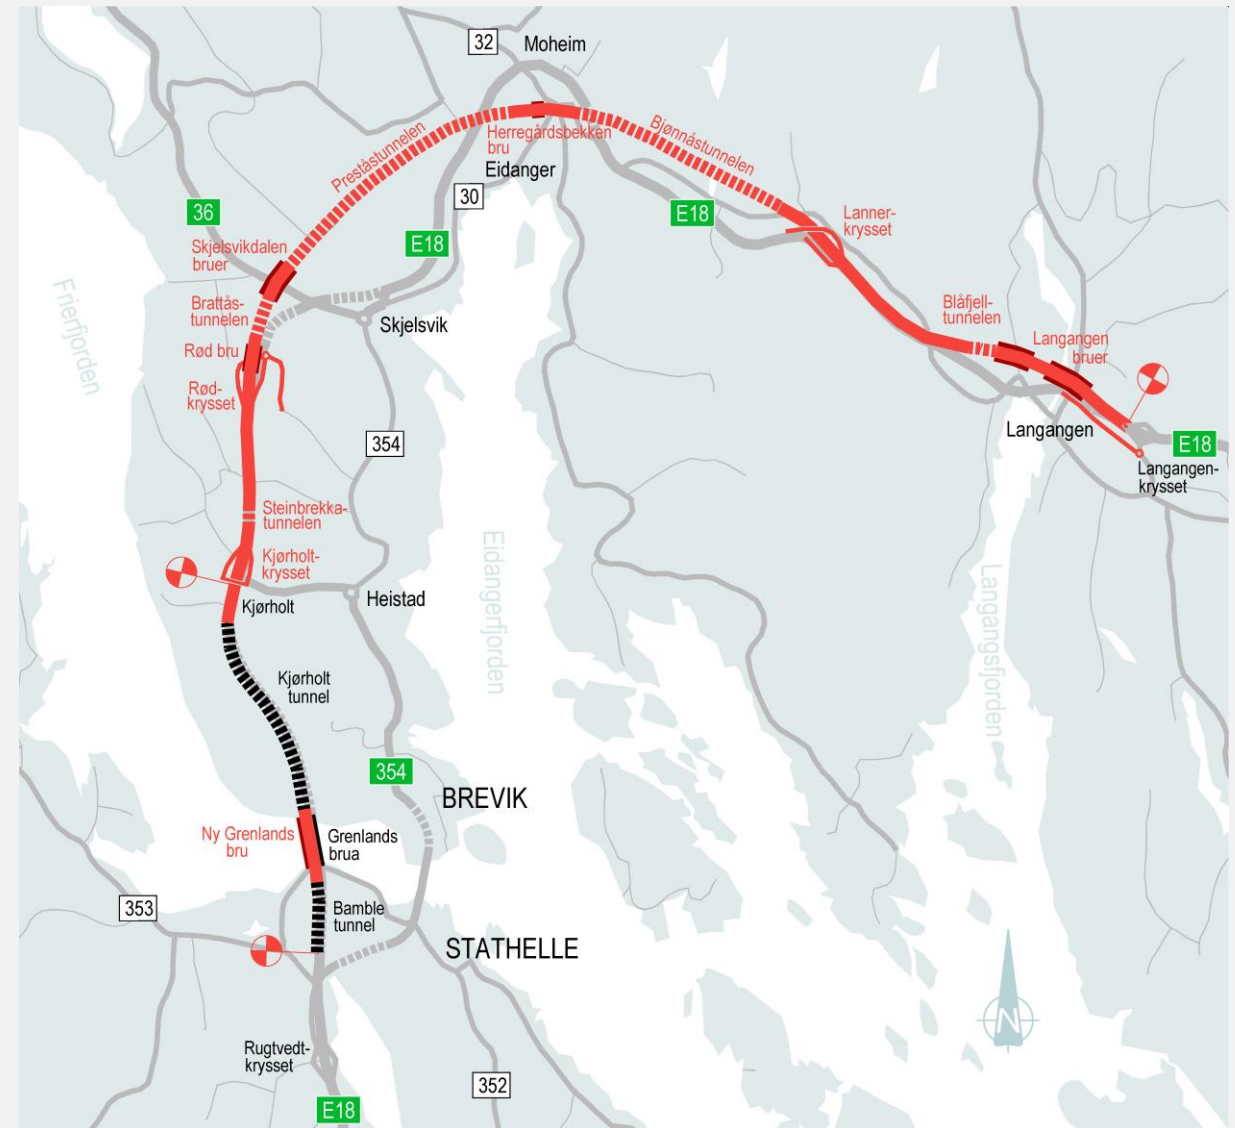 32
Moheim
Preståstunnelen
Herregårdsbekken
bru
Bjønnåstunnelen
Eidanger
30
36
E18
E18
Lanner-
krysset
Skjelsvikdalen
bruer
Frierfjorden
Brattås-
tunnelen
Skjelsvik
Blåfjell-
tunnelen
Langangen
bruer
Rød bru
Rød-
krysset
354
Langangen
E18
Langangen-
krysset
Steinbrekka-
tunnelen
Kjørholt-
krysset
Eidangerfjorden
Langangsfjorden
Kjørholt
Heistad
Kjørholt
tunnel
354
BREVIK
Ny Grenlands
bru
Grenlands
brua
353
Bamble
tunnel
STATHELLE
N
Rugtvedt-
krysset
352
E18